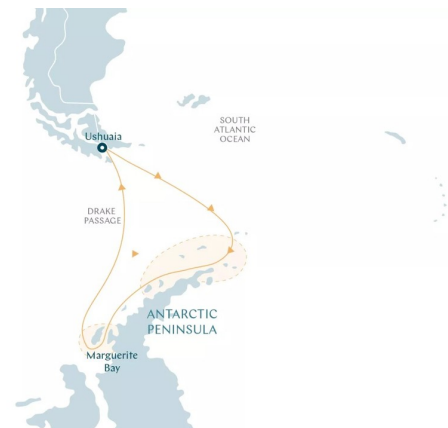 SOUTH
ATLANTIC
OCEAN
Ushuaia
DRAKE
PASSAGE
ANTARCTIC
PENINSULA
Marguerite
Bay